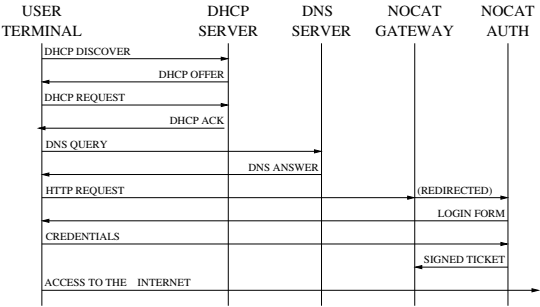 USER TERMINAL
DHCP SERVER
DNS SERVER
NOCAT GATEWAY
NOCAT AUTH
DHCP DISCOVER
DHCP OFFER
DHCP REQUEST
DHCP ACK
DNS QUERY
DNS ANSWER
HTTP REQUEST
(REDIRECTED)
LOGIN FORM
CREDENTIALS
SIGNED TICKET
ACCESS TO THE INTERNET